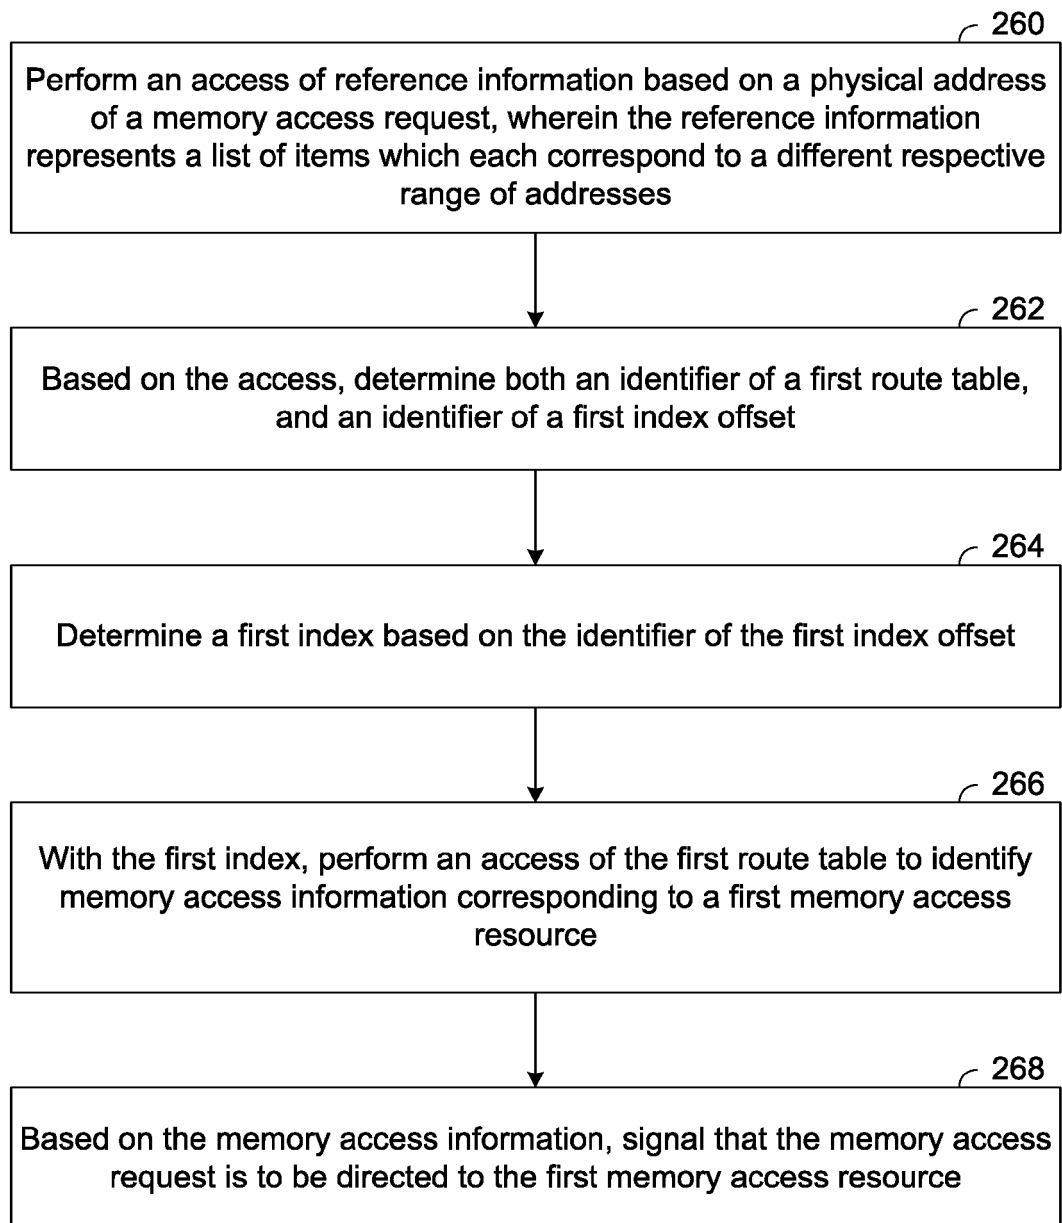 260
Perform an access of reference information based on a physical address
of a memory access request, wherein the reference information
represents a list of items which each correspond to a different respective
range of addresses
262
Based on the access, determine both an identifier of a first route table,
and an identifier of a first index offset
264
Determine a first index based on the identifier of the first index offset
266
With the first index, perform an access of the first route table to identify
memory access information corresponding to a first memory access
resource
268
Based on the memory access information, signal that the memory access
request is to be directed to the first memory access resource